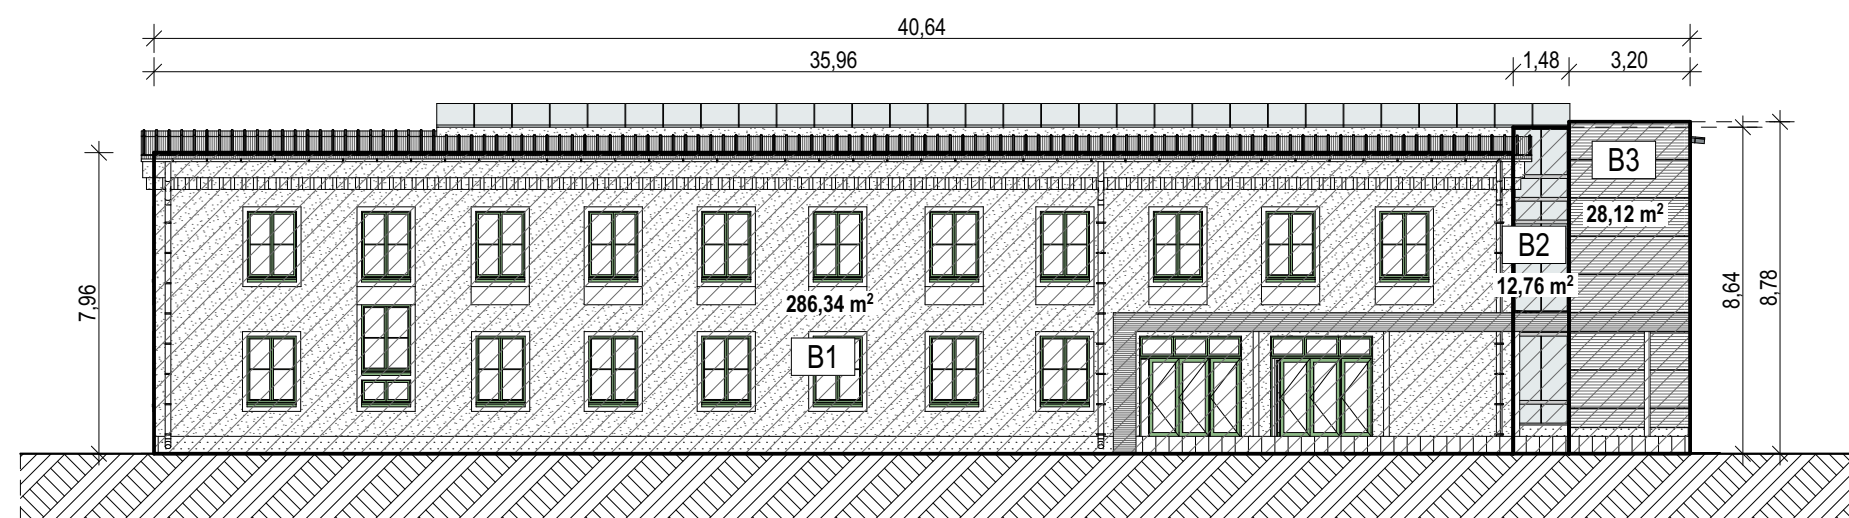 40,64
35,96
1,48
3,20
B3
28,12 m²
B2
12,76 m²
286,34 m²
B1
7,96
8,64
8,78